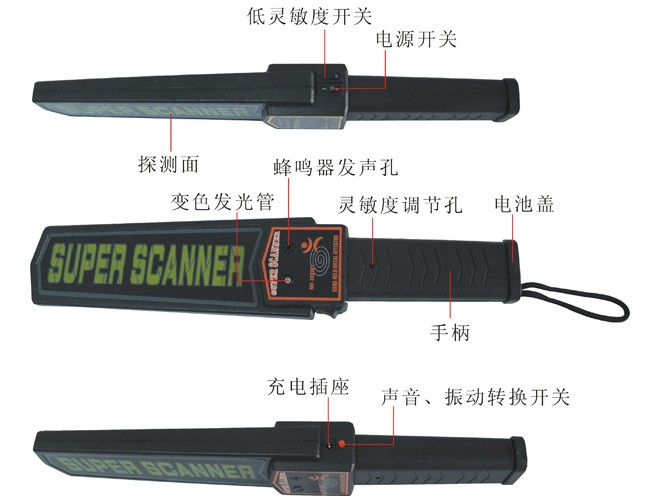 低灵敏度开关
电源开关
SUPER SCANNER
探测面
蜂鸣器发声孔
变色发光管
灵敏度调节孔
电池盖
SUPER SCANNER
SUPER SCANNER
手柄
充电插座
声音、振动转换开关
SUPER SCANNER